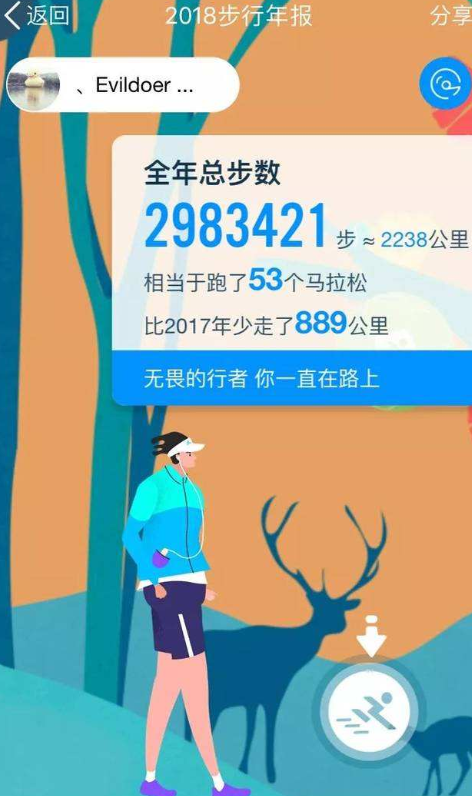 返回
2018步行年报
分享
、Evildoer ...
全年总步数
2983421 步 ≈ 2238公里
相当于跑了53个马拉松
比2017年少走了889公里
无畏的行者 你一直在路上